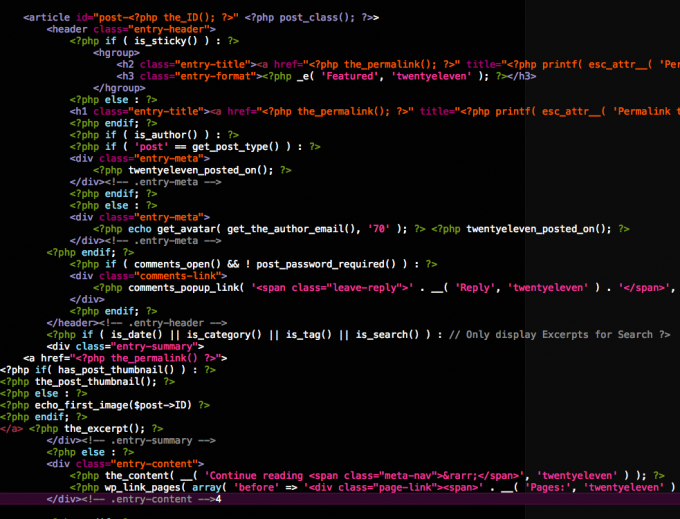 <article id="post-<?php the_ID(); ?>" <?php post_class(); ?>>
<header class="entry-header">
<?php if ( is_sticky() ) : ?>
<hgroup>
<h2 class="entry-title"><a href="<?php the_permalink(); ?>" title="<?php printf( esc_attr__( 'Per
<h3 class="entry-format"><?php _e( 'Featured', 'twentyeleven' ); ?></h3>
</hgroup>
<?php else : ?>
<h1 class="entry-title"><a href="<?php the_permalink(); ?>" title="<?php printf( esc_attr__( 'Permalink t
<?php endif; ?>
<?php if ( is_author() ) : ?>
<?php if ( 'post' == get_post_type() ) : ?>
<div class="entry-meta">
<?php twentyeleven_posted_on(); ?>
</div><!-- .entry-meta -->
<?php endif; ?>
<?php else : ?>
<div class="entry-meta">
<?php echo get_avatar( get_the_author_email(), '70' ); ?> <?php twentyeleven_posted_on(); ?>
</div><!-- .entry-meta -->
<?php endif; ?>
<?php if ( comments_open() && ! post_password_required() ) : ?>
<div class="comments-link">
<?php comments_popup_link( '<span class="leave-reply">' . __( 'Reply', 'twentyeleven' ) . '</span>',
</div>
<?php endif; ?>
</header><!-- .entry-header -->
<?php if ( is_date() || is_category() || is_tag() || is_search() ) : // Only display Excerpts for Search ?>
<div class="entry-summary">
<a href="<?php the_permalink() ?>">
<?php if( has_post_thumbnail() ) : ?>
<?php the_post_thumbnail(); ?>
<?php else : ?>
<?php echo_first_image($post->ID) ?>
<?php endif; ?>
</a> <?php the_excerpt(); ?>
</div><!-- .entry-summary -->
<?php else : ?>
<div class="entry-content">
<?php the_content( __( 'Continue reading <span class="meta-nav">&rarr;</span>', 'twentyeleven' ) ); ?>
<?php wp_link_pages( array( 'before' => '<div class="page-link"><span>' . __( 'Pages:', 'twentyeleven' )
</div><!-- .entry-content -->4